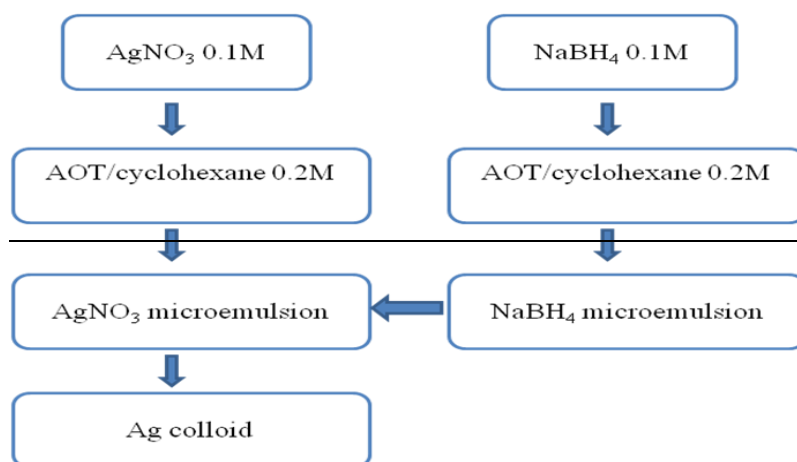 AgNO₃ 0.1M
NaBH₄ 0.1M
AOT/cyclohexane 0.2M
AOT/cyclohexane 0.2M
AgNO₃ microemulsion
NaBH₄ microemulsion
Ag colloid